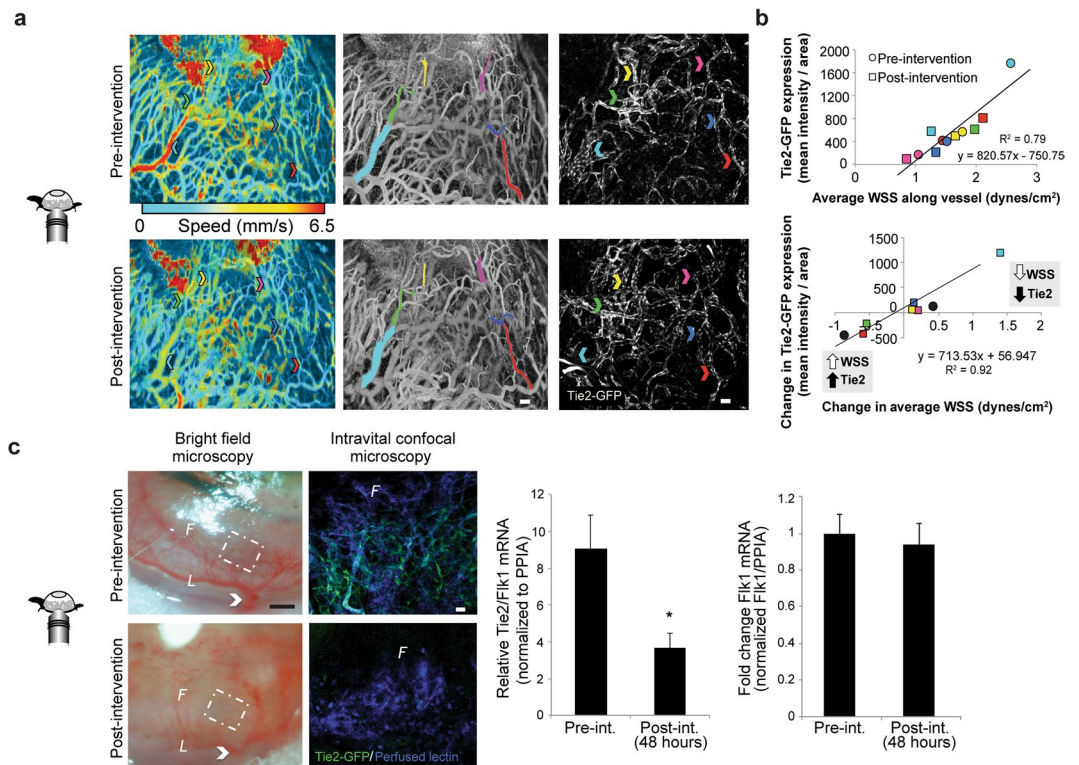 a
Pre-intervention
0
Speed (mm/s)
6.5
Post-intervention
Tie2-GFP
b
Tie2-GFP expression
(mean intensity / area)
2000
1600
1200
800
400
0
Pre-intervention
Post-intervention
R² = 0.79
y = 820.57x - 750.75
0
1
2
3
Average WSS along vessel (dynes/cm²)
Change in Tie2-GFP expression
(mean intensity / area)
1500
1000
500
0
-500
-1
-.5
0
0.5
1
1.5
2
WSS
Tie2
WSS
Tie2
y = 713.53x + 56.947
R² = 0.92
Change in average WSS (dynes/cm²)
c
Bright field
microscopy
Intravital confocal
microscopy
Pre-intervention
F
L
F
Post-intervention
F
L
F
Tie2-GFP/Perfused lectin
Relative Tie2/Flk1 mRNA
(normalized to PPIA)
12
10
8
6
4
2
0
*
Pre-int.
Post-int.
(48 hours)
Fold change Flk1 mRNA
(normalized Flk1/PPIA)
1.2
1
0.8
0.6
0.4
0.2
0
Pre-int.
Post-int.
(48 hours)